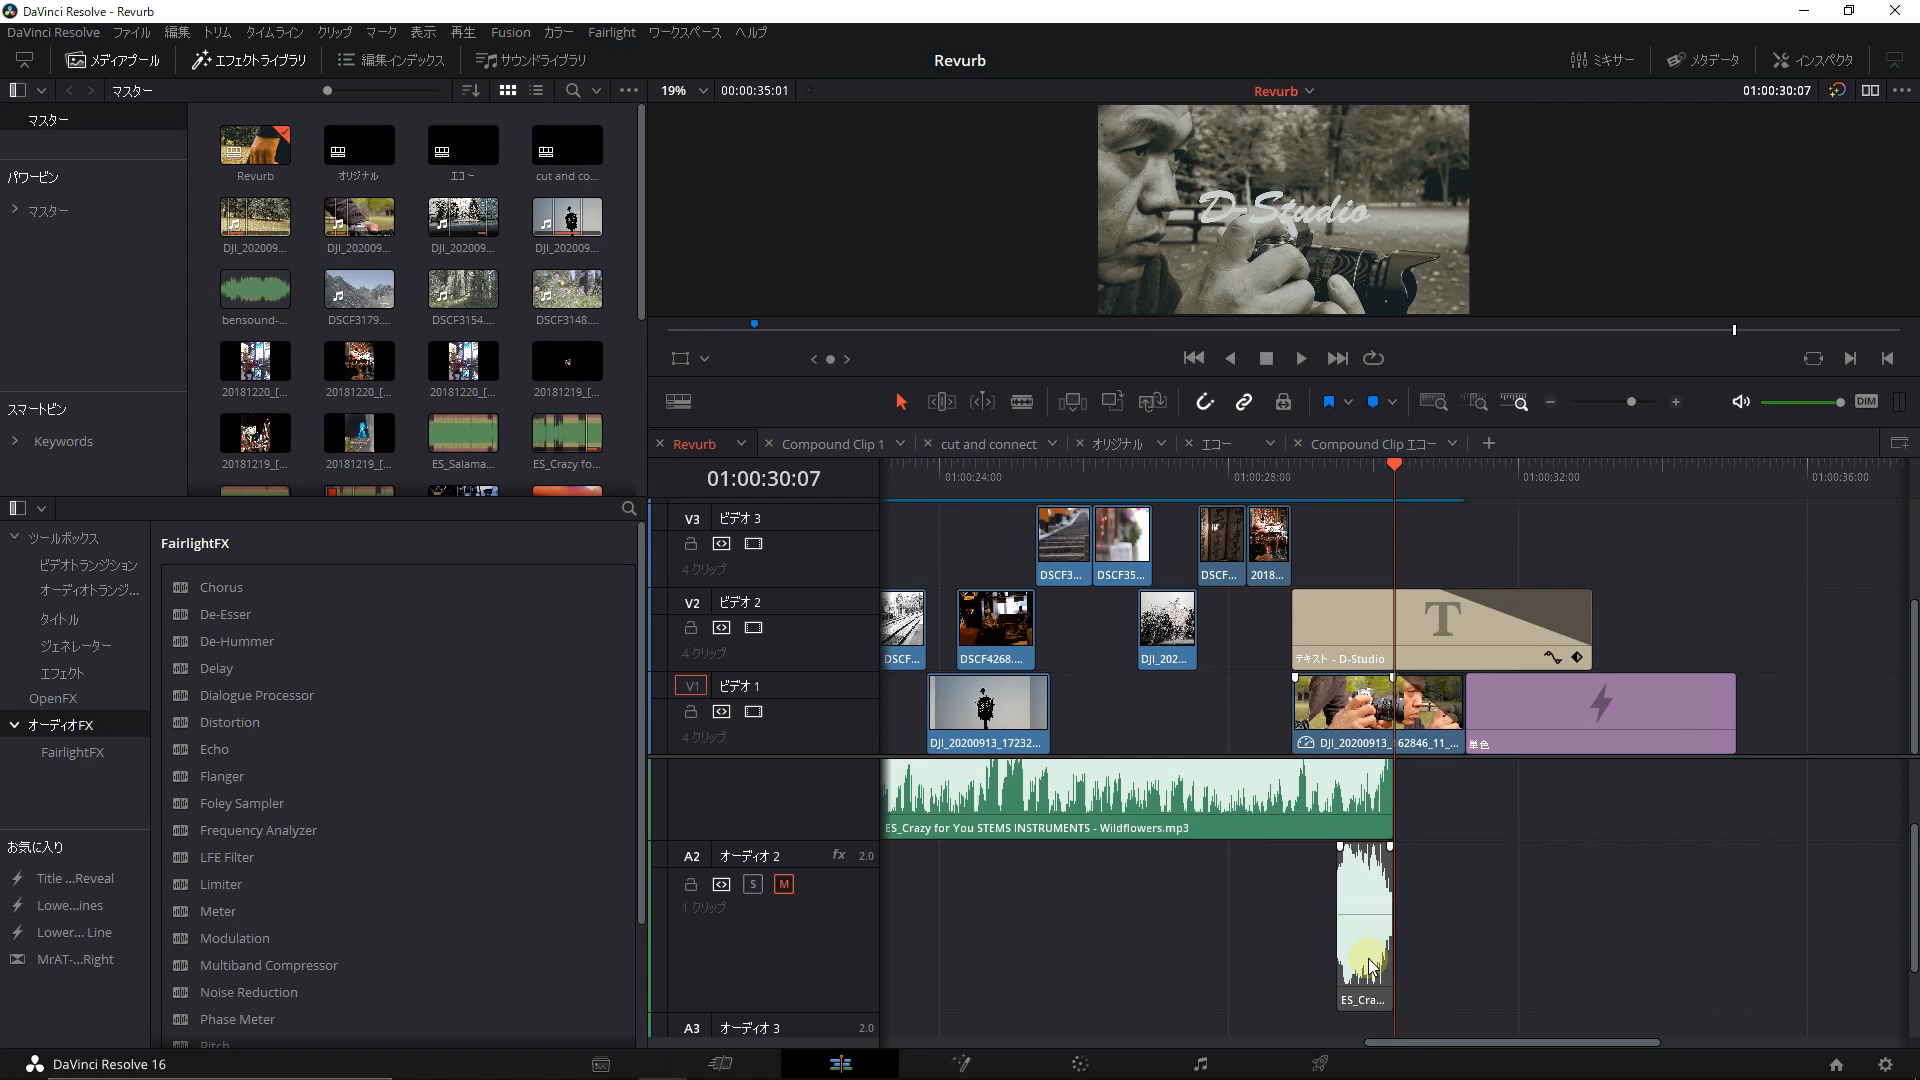 DaVinci Resolve - Revurb
DaVinci Resolve ファイル 編集 トリム タイムライン クリップ マーク 表示 再生 Fusion カラー Fairlight ワークスペース ヘルプ
メディアプール エフェクトライブラリ 編集インデックス サウンドライブラリ Revurb ミキサー メタデータ インスペクタ
マスター 19% 00:00:35:01 Revurb 01:00:30:07
マスター
パワービン
マスター
スマートビン
Keywords
Revurb オリジナル エコー cut and co...
DJI_202009... DJI_202009... DJI_202009... DJI_202009...
bensound-... DSCF3179.... DSCF3154.... DSCF3148....
20181220_[... 20181219_[... 20181220_[... 20181219_[...
20181219_[... 20181219_[... ES_Salama... ES_Crazy fo...
D-Studio
DIM
Revurb Compound Clip 1 cut and connect オリジナル エコー Compound Clip エコー
01:00:30:07
01:00:24:00 01:00:28:00 01:00:32:00 01:00:36:00
ツールボックス
ビデオトランジション
オーディオトランジ...
タイトル
ジェネレーター
エフェクト
OpenFX
オーディオFX
FairlightFX
お気に入り
Title ...Reveal
Lowe...ines
Lower... Line
MrAT-...Right
FairlightFX
Chorus
De-Esser
De-Hummer
Delay
Dialogue Processor
Distortion
Echo
Flanger
Foley Sampler
Frequency Analyzer
LFE Filter
Limiter
Meter
Modulation
Multiband Compressor
Noise Reduction
Phase Meter
Pitch
V3 ビデオ 3
4 クリップ
DSCF3... DSCF35... DSCF... 2018...
V2 ビデオ 2
4 クリップ
DSCF... DSCF4268.... DJI_202... テキスト - D-Studio
T
V1 ビデオ 1
4 クリップ
DJI_20200913_17232... DJI_20200913_162846_11_... 単色
ES_Crazy for You STEMS INSTRUMENTS - Wildflowers.mp3
A2 オーディオ 2 fx 2.0
S M
1 クリップ
ES_Cra...
A3 オーディオ 3 2.0
DaVinci Resolve 16